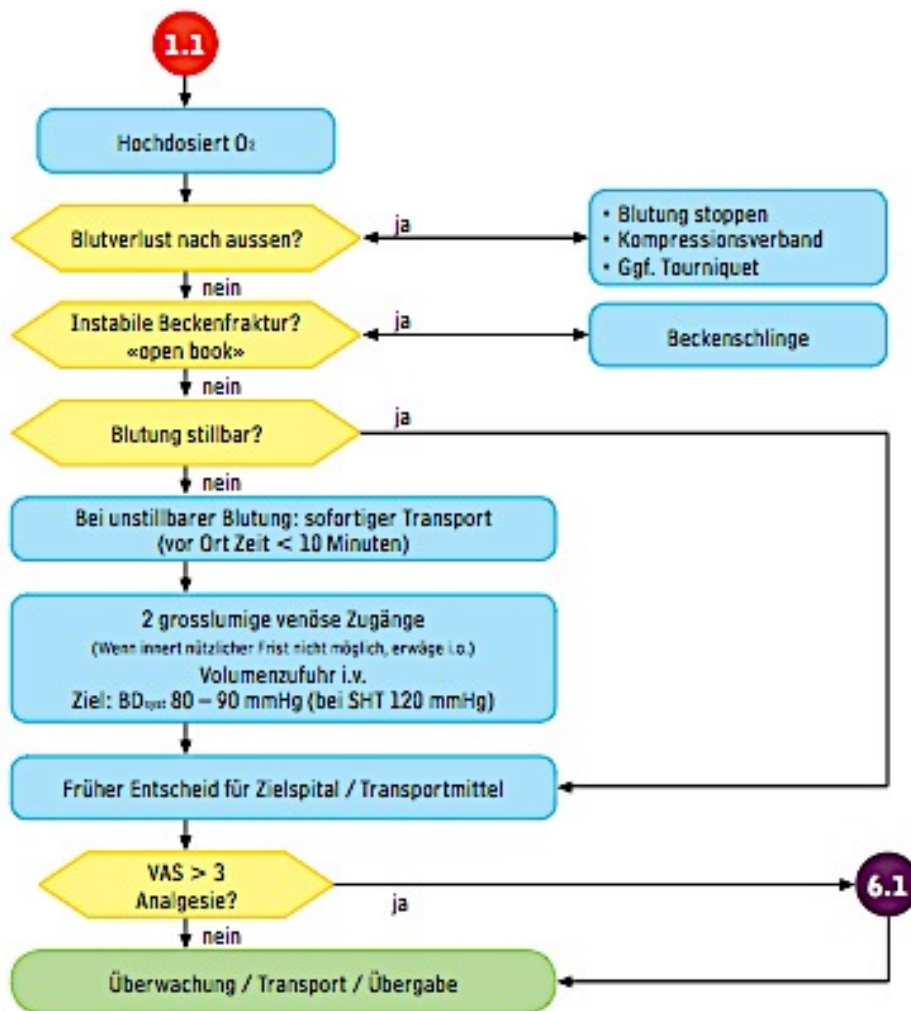 1.1
Hochdosiert O₂
Blutverlust nach aussen?
ja
• Blutung stoppen
• Kompressionsverband
• Ggf. Tourniquet
nein
Instabile Beckenfraktur?
«open book»
ja
Beckenschlinge
nein
Blutung stillbar?
ja
nein
Bei unstillbarer Blutung: sofortiger Transport
(vor Ort Zeit < 10 Minuten)
2 grosslumige venöse Zugänge
(Wenn innert nützlicher Frist nicht möglich, erwäge i.o.)
Volumenzufuhr i.v.
Ziel: BDsys: 80 – 90 mmHg (bei SHT 120 mmHg)
Früher Entscheid für Zielspital / Transportmittel
VAS > 3
Analgesie?
ja
6.1
nein
Überwachung / Transport / Übergabe